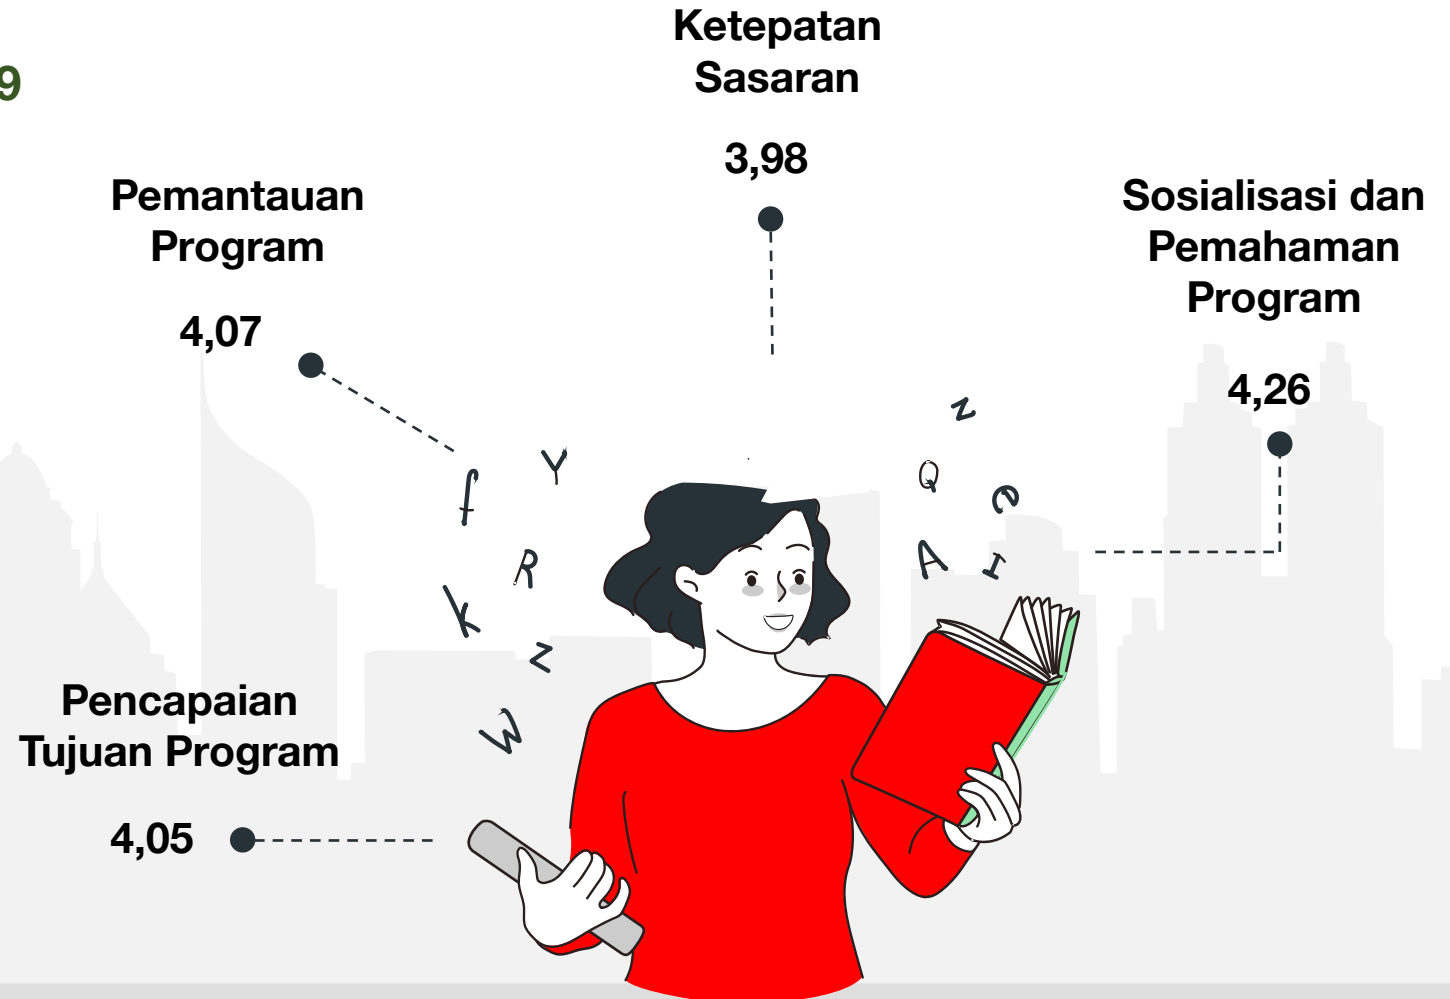 Ketepatan
Sasaran
3,98
9
Pemantauan
Program
4,07
Sosialisasi dan
Pemahaman
Program
4,26
z
Y
f
Q
e
A
I
R
k
z
W
Pencapaian
Tujuan Program
4,05